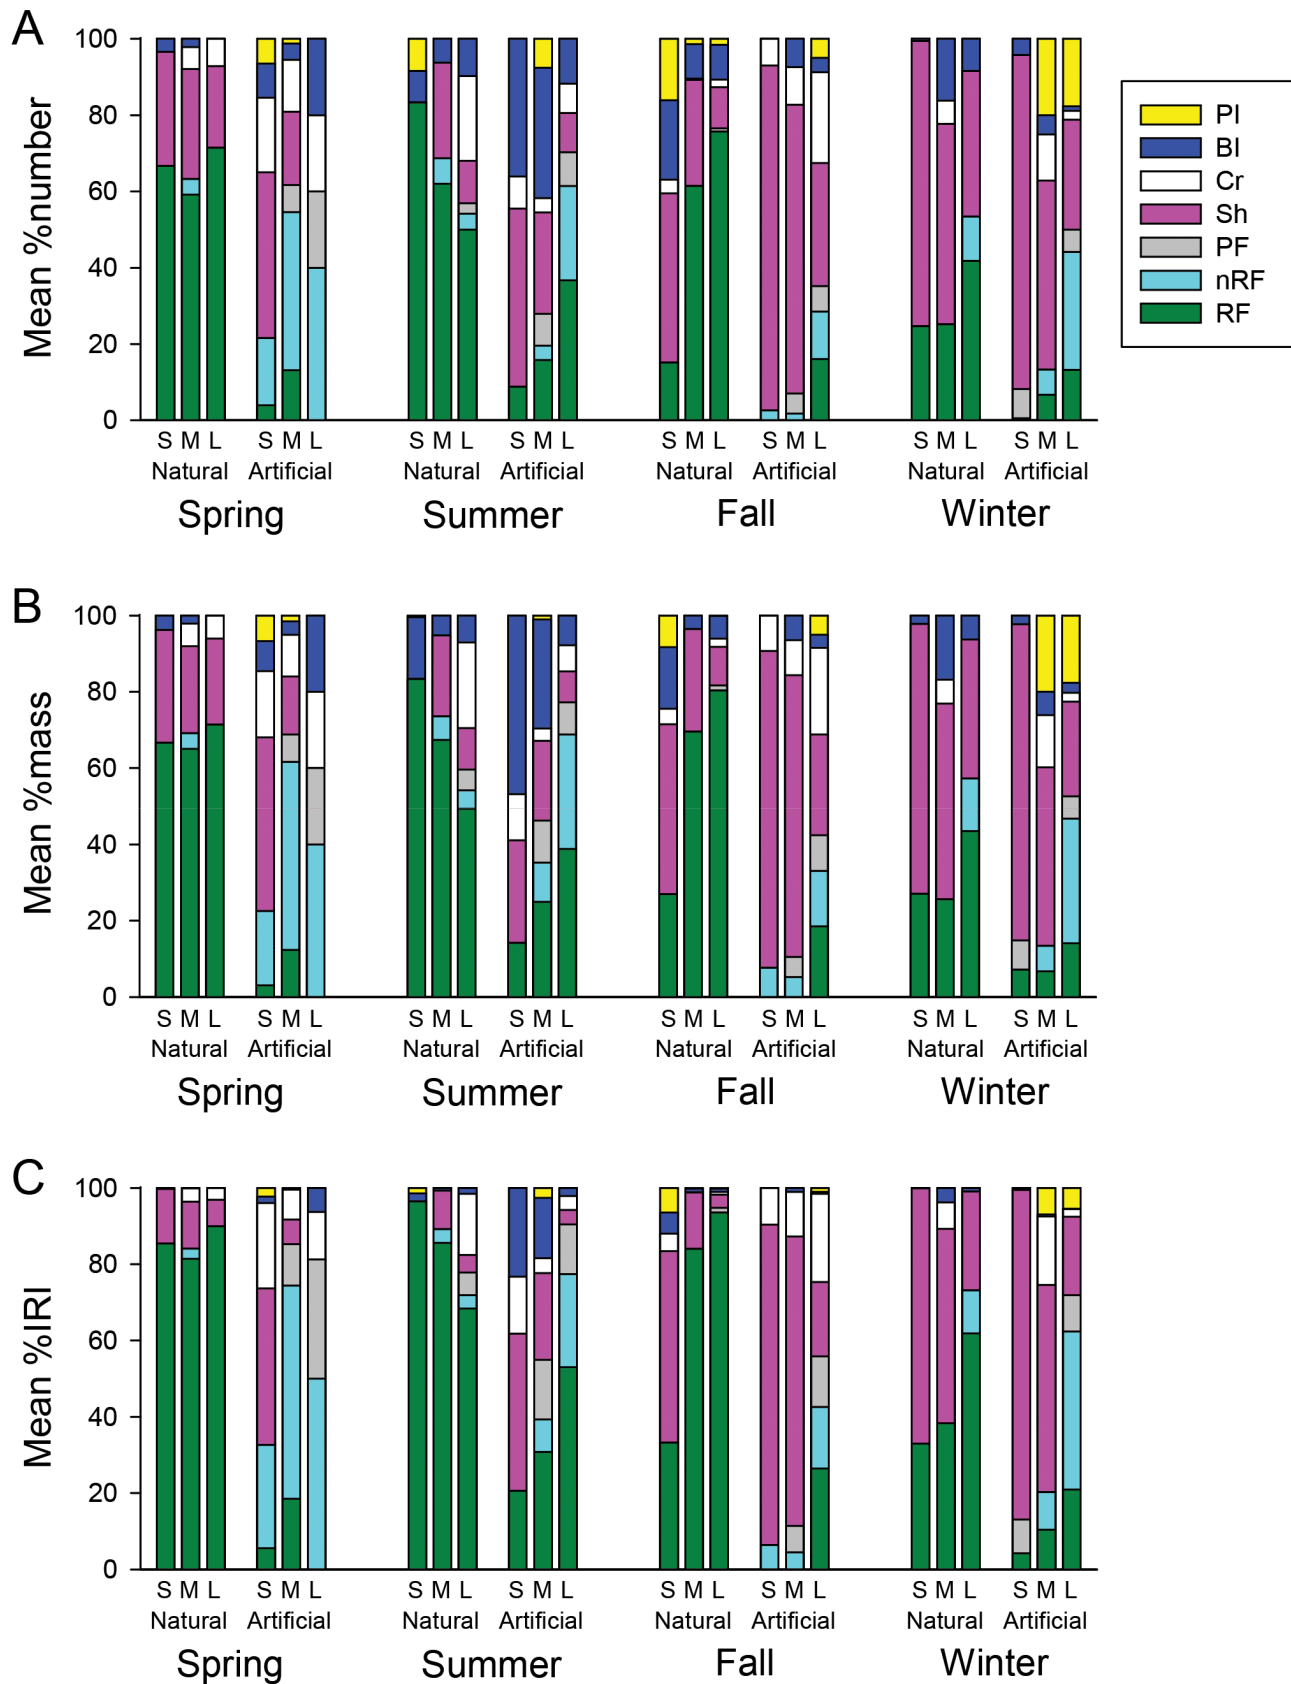 A
Mean %number
100
80
60
40
20
0
S M L S M L S M L S M L S M L S M L S M L S M L
Natural Artificial Natural Artificial Natural Artificial Natural Artificial
Spring Summer Fall Winter
PI
BI
Cr
Sh
PF
nRF
RF
B
Mean %mass
100
80
60
40
20
0
S M L S M L S M L S M L S M L S M L S M L S M L
Natural Artificial Natural Artificial Natural Artificial Natural Artificial
Spring Summer Fall Winter
C
Mean %IRI
100
80
60
40
20
0
S M L S M L S M L S M L S M L S M L S M L S M L
Natural Artificial Natural Artificial Natural Artificial Natural Artificial
Spring Summer Fall Winter